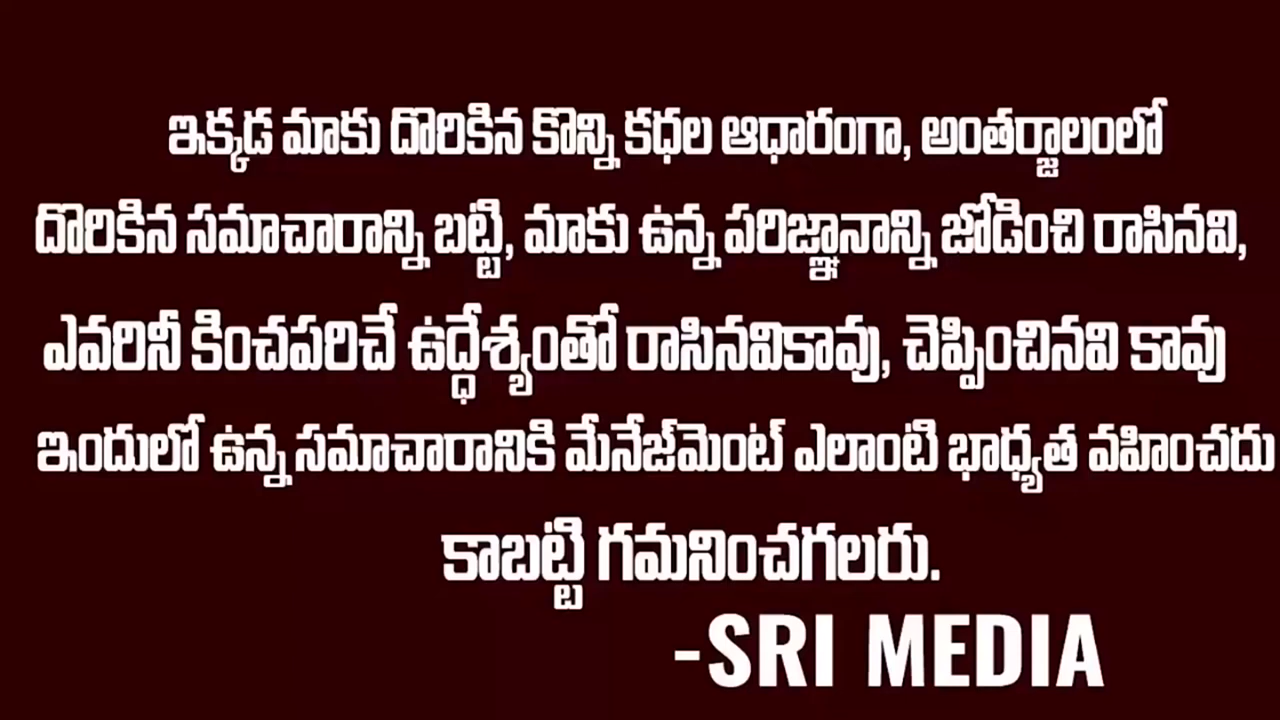 ఇక్కడ మాకు దొరికిన కొన్ని కధల ఆధారంగా, అంతర్జాలంలో
దొరికిన సమాచారాన్ని బట్టి, మాకు ఉన్న పరిజ్ఞానాన్ని జోడించి రాసినవి,
ఎవరినీ కించపరిచే ఉద్ధేశ్యంతో రాసినవికావు, చెప్పించినవి కావు
ఇందులో ఉన్న సమాచారానికి మేనేజ్‌మెంట్ ఎలాంటి భాధ్యత వహించదు
కాబట్టి గమనించగలరు.
-SRI MEDIA